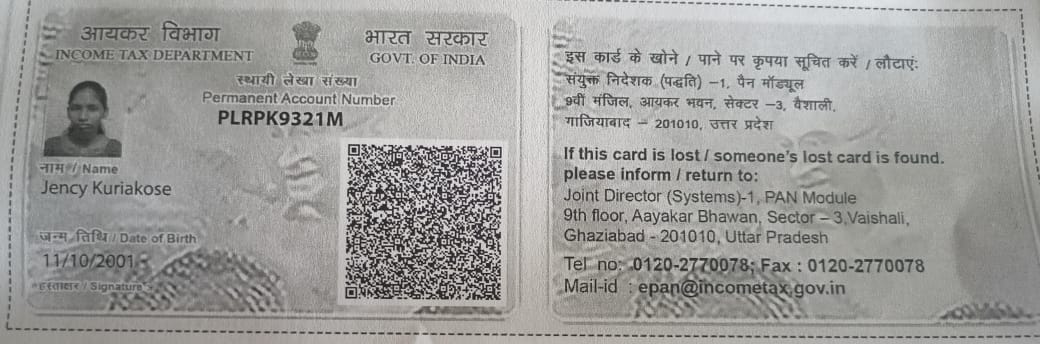 आयकर विभाग
INCOME TAX DEPARTMENT
भारत सरकार
GOVT. OF INDIA
स्थायी लेखा संख्या
Permanent Account Number
PLRPK9321M
नाम / Name
Jency Kuriakose
जन्म तिथि / Date of Birth
11/10/2001
हस्ताक्षर / Signature
इस कार्ड के खोने / पाने पर कृपया सूचित करें / लौटाएं:
संयुक्त निदेशक (पद्धति) –1, पैन मॉड्यूल
9वीं मंजिल, आयकर भवन, सेक्टर –3, वैशाली,
गाजियाबाद – 201010, उत्तर प्रदेश
If this card is lost / someone's lost card is found.
please inform / return to:
Joint Director (Systems)-1, PAN Module
9th floor, Aayakar Bhawan, Sector – 3,Vaishali,
Ghaziabad - 201010, Uttar Pradesh
Tel no: 0120-2770078; Fax : 0120-2770078
Mail-id : epan@incometax.gov.in